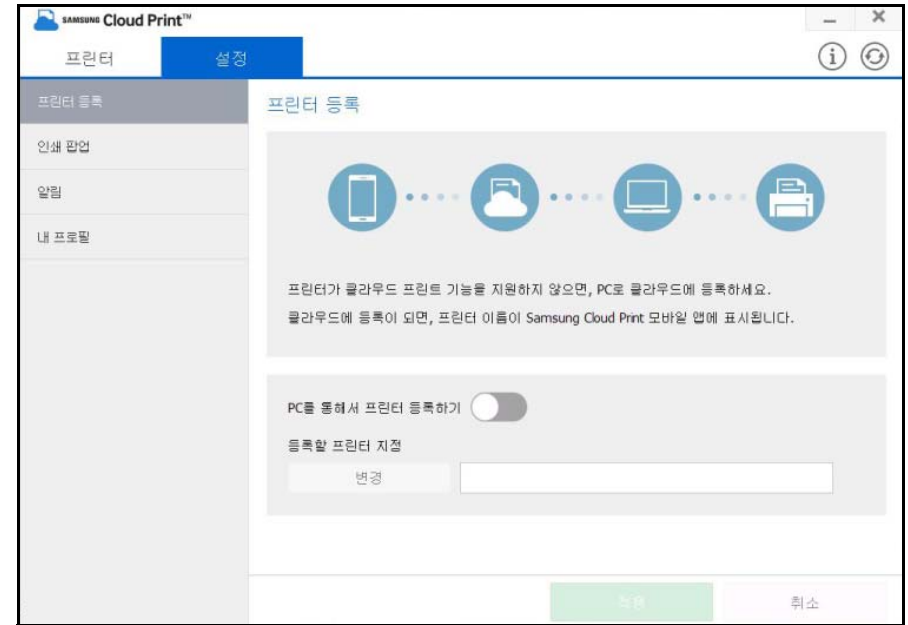 SAMSUNG Cloud Print™
프린터 설정
프린터 등록
인쇄 팝업
알림
내 프로필
프린터 등록
프린터가 클라우드 프린트 기능을 지원하지 않으면, PC로 클라우드에 등록하세요.
클라우드에 등록이 되면, 프린터 이름이 Samsung Cloud Print 모바일 앱에 표시됩니다.
PC를 통해서 프린터 등록하기
등록할 프린터 지정
변경
적용 취소